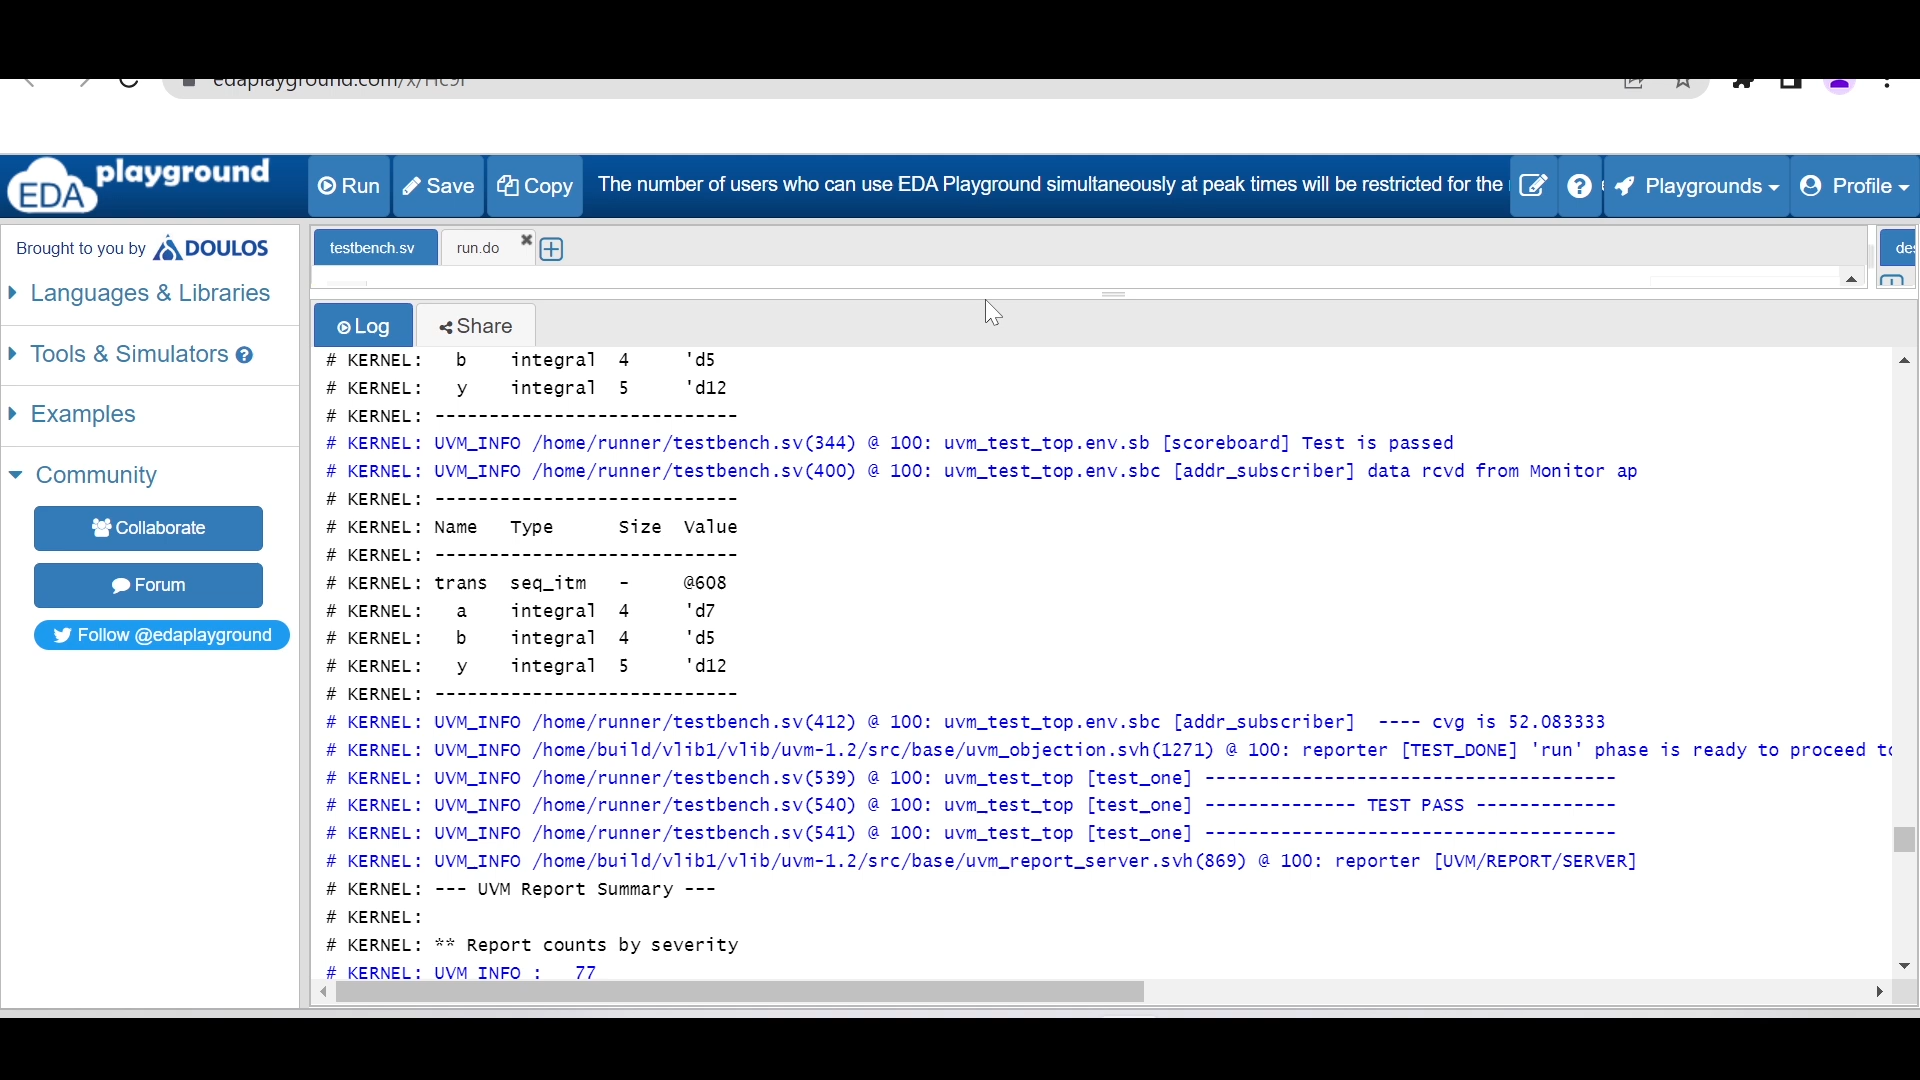 EDA playground
Run
Save
Copy
The number of users who can use EDA Playground simultaneously at peak times will be restricted for the
Playgrounds
Profile
Brought to you by DOULOS
testbench.sv
run.do
des
Languages & Libraries
Tools & Simulators
Examples
Community
Collaborate
Forum
Follow @edaplayground
Log
Share
# KERNEL:   b    integral  4     'd5
# KERNEL:   y    integral  5     'd12
# KERNEL: ----------------------------
# KERNEL: UVM_INFO /home/runner/testbench.sv(344) @ 100: uvm_test_top.env.sb [scoreboard] Test is passed
# KERNEL: UVM_INFO /home/runner/testbench.sv(400) @ 100: uvm_test_top.env.sbc [addr_subscriber] data rcvd from Monitor ap
# KERNEL: ----------------------------
# KERNEL: Name   Type      Size  Value
# KERNEL: ----------------------------
# KERNEL: trans  seq_itm   -     @608
# KERNEL:   a    integral  4     'd7
# KERNEL:   b    integral  4     'd5
# KERNEL:   y    integral  5     'd12
# KERNEL: ----------------------------
# KERNEL: UVM_INFO /home/runner/testbench.sv(412) @ 100: uvm_test_top.env.sbc [addr_subscriber]  ---- cvg is 52.083333
# KERNEL: UVM_INFO /home/build/vlib1/vlib/uvm-1.2/src/base/uvm_objection.svh(1271) @ 100: reporter [TEST_DONE] 'run' phase is ready to proceed to
# KERNEL: UVM_INFO /home/runner/testbench.sv(539) @ 100: uvm_test_top [test_one] --------------------------------------
# KERNEL: UVM_INFO /home/runner/testbench.sv(540) @ 100: uvm_test_top [test_one] -------------- TEST PASS -------------
# KERNEL: UVM_INFO /home/runner/testbench.sv(541) @ 100: uvm_test_top [test_one] --------------------------------------
# KERNEL: UVM_INFO /home/build/vlib1/vlib/uvm-1.2/src/base/uvm_report_server.svh(869) @ 100: reporter [UVM/REPORT/SERVER]
# KERNEL: --- UVM Report Summary ---
# KERNEL:
# KERNEL: ** Report counts by severity
# KERNEL: UVM_INFO :   77